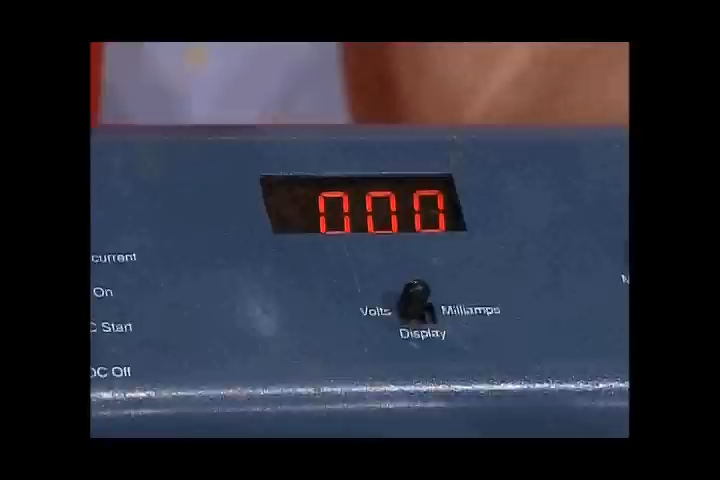 000
current
On
C Start
Volts Milliamps
Display
DC Off